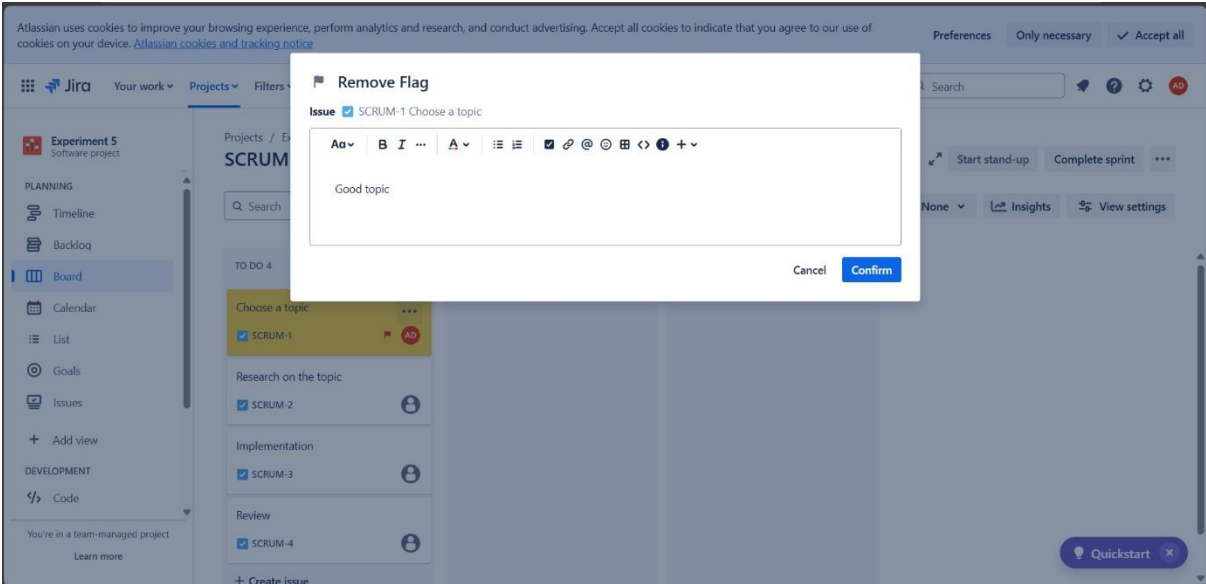 Atlassian uses cookies to improve your browsing experience, perform analytics and research, and conduct advertising. Accept all cookies to indicate that you agree to our use of
cookies on your device. Atlassian cookies and tracking notice
Preferences Only necessary Accept all
Jira Your work Projects Filters Search AD
Remove Flag
Issue SCRUM-1 Choose a topic
Aa B I ... A @ <> +
Good topic
Cancel Confirm
Experiment 5
Software project
PLANNING
Timeline
Backlog
Board
Calendar
List
Goals
Issues
+ Add view
DEVELOPMENT
</> Code
You're in a team-managed project
Learn more
Projects /
SCRUM
Start stand-up Complete sprint
Search
None Insights View settings
TO DO 4
Choose a topic
SCRUM-1 AD
Research on the topic
SCRUM-2
Implementation
SCRUM-3
Review
SCRUM-4
+ Create issue
Quickstart